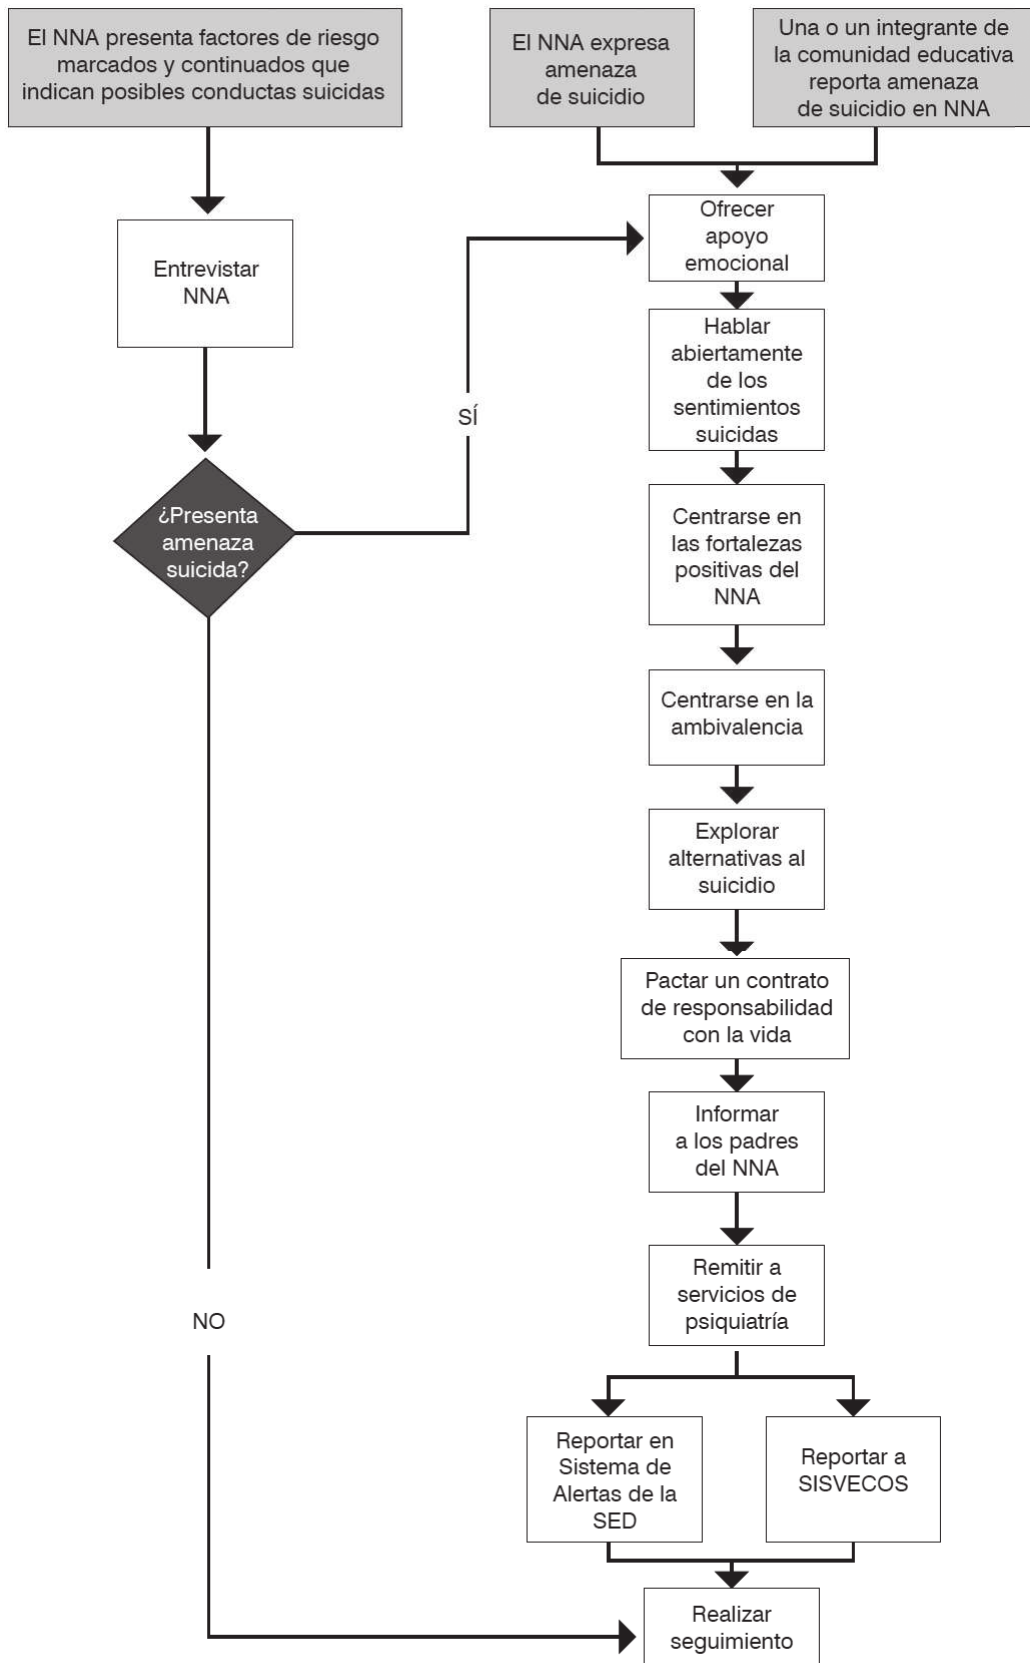 El NNA presenta factores de riesgo
marcados y continuados que
indican posibles conductas suicidas
El NNA expresa
amenaza
de suicidio
Una o un integrante de
la comunidad educativa
reporta amenaza
de suicidio en NNA
Entrevistar
NNA
¿Presenta
amenaza
suicida?
SÍ
NO
Ofrecer
apoyo
emocional
Hablar
abiertamente
de los
sentimientos
suicidas
Centrarse en
las fortalezas
positivas del
NNA
Centrarse en la
ambivalencia
Explorar
alternativas al
suicidio
Pactar un contrato
de responsabilidad
con la vida
Informar
a los padres
del NNA
Remitir a
servicios de
psiquiatría
Reportar en
Sistema de
Alertas de la
SED
Reportar a
SISVECOS
Realizar
seguimiento